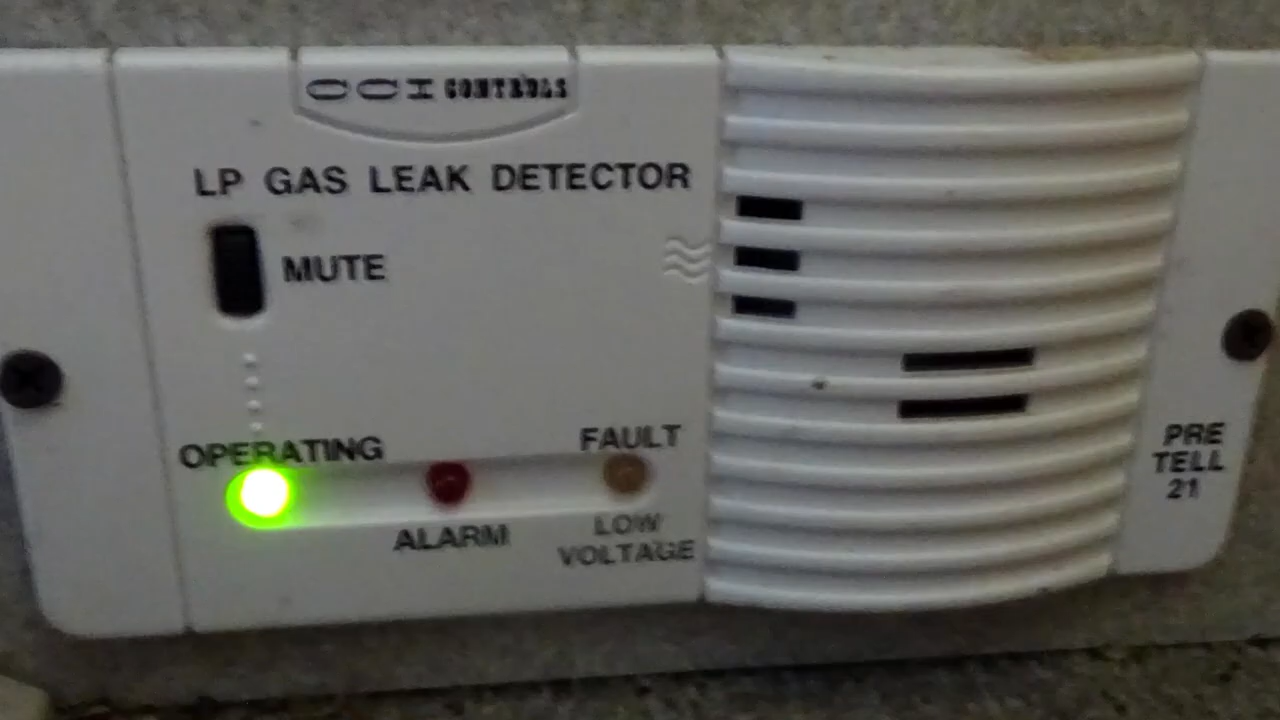 CCI CONTROLS
LP GAS LEAK DETECTOR
MUTE
OPERATING
ALARM
FAULT
LOW
VOLTAGE
PRE
TELL
21